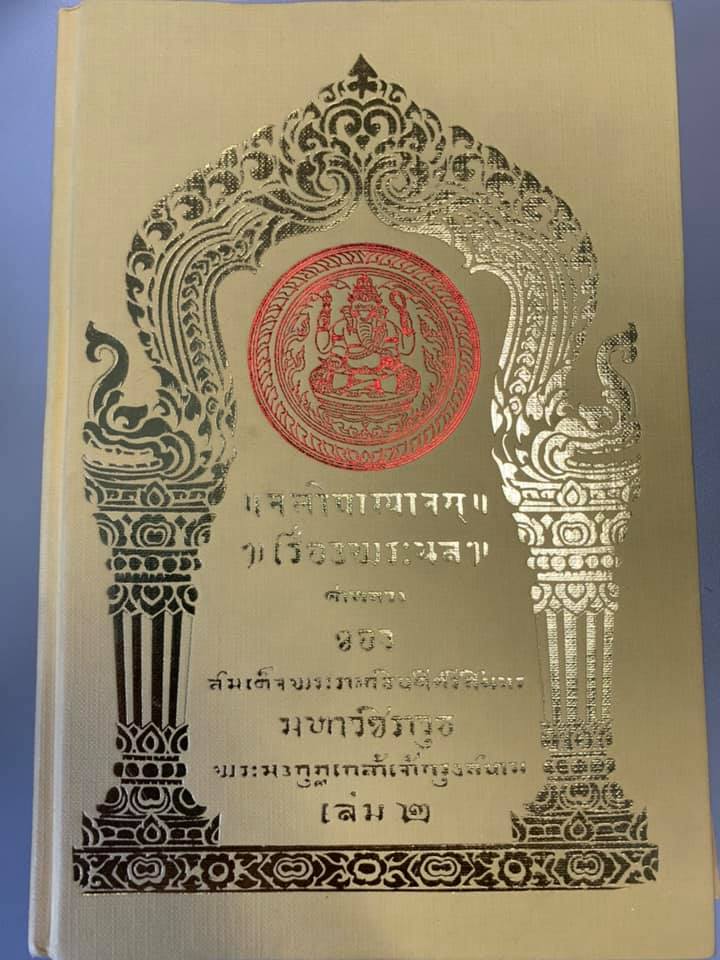 ॥ नलोपाख्यानम् ॥
๚ เรื่องพระนล ๚
คำหลวง
ของ
สมเด็จพระรามาธิบดีศรีสินทร
มหาวชิราวุธ
พระมงกุฎเกล้าเจ้ากรุงสยาม
เล่ม ๒